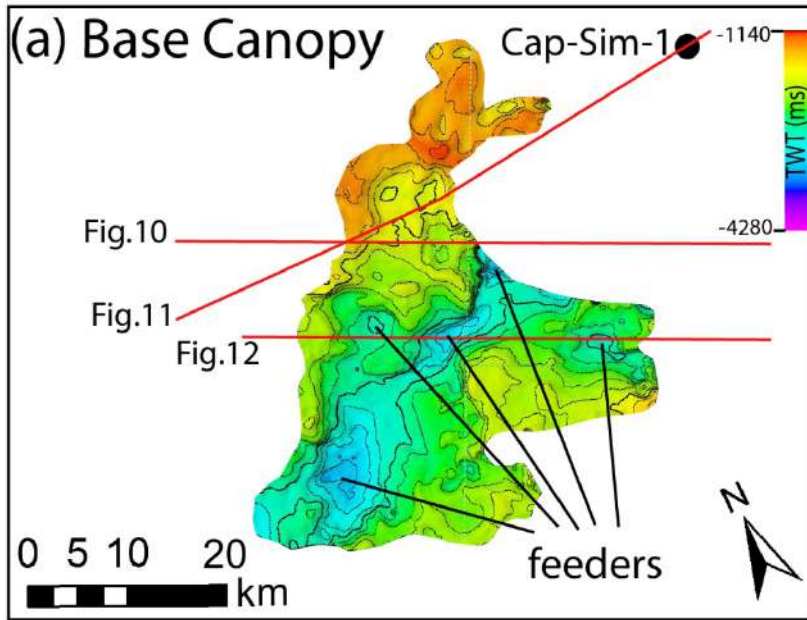 (a) Base Canopy
Cap-Sim-1
-1140
TWT (ms)
-4280
Fig.10
Fig.11
Fig.12
N
feeders
0 5 10 20
km